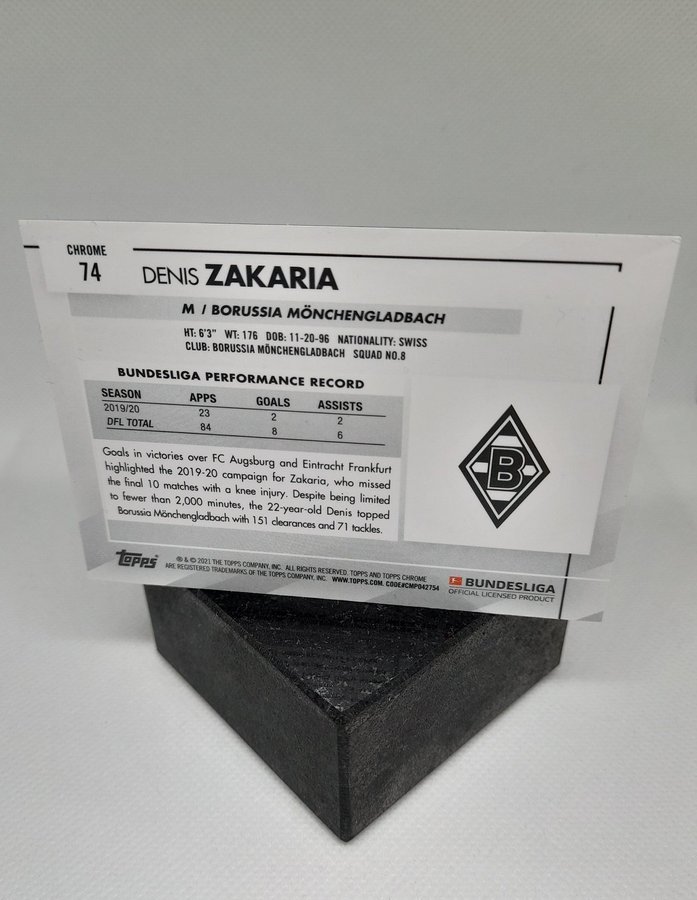 CHROME
74
DENIS ZAKARIA
M / BORUSSIA MÖNCHENGLADBACH
HT: 6'3" WT: 176 DOB: 11-20-96 NATIONALITY: SWISS
CLUB: BORUSSIA MÖNCHENGLADBACH SQUAD NO.8
BUNDESLIGA PERFORMANCE RECORD
SEASON APPS GOALS ASSISTS
2019/20 23 2 2
DFL TOTAL 84 8 6
Goals in victories over FC Augsburg and Eintracht Frankfurt
highlighted the 2019-20 campaign for Zakaria, who missed
the final 10 matches with a knee injury. Despite being limited
to fewer than 2,000 minutes, the 22-year-old Denis topped
Borussia Mönchengladbach with 151 clearances and 71 tackles.
B
Topps
® & © 2021 THE TOPPS COMPANY, INC. ALL RIGHTS RESERVED. TOPPS AND TOPPS CHROME
ARE REGISTERED TRADEMARKS OF THE TOPPS COMPANY, INC. WWW.TOPPS.COM. CODE#CMP042754
BUNDESLIGA
OFFICIAL LICENSED PRODUCT